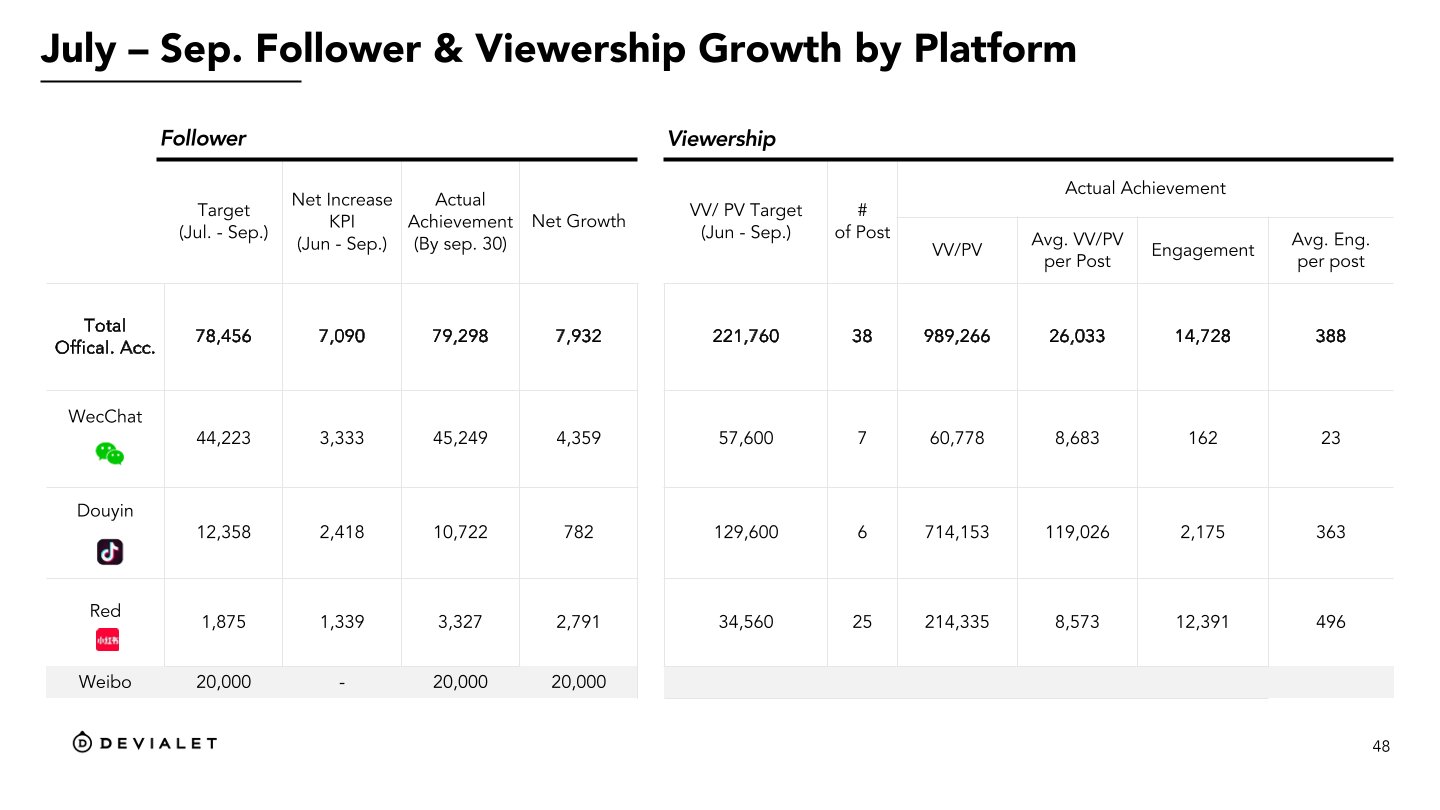 July – Sep. Follower & Viewership Growth by Platform
Follower
Viewership
Target
(Jul. - Sep.)
Net Increase
KPI
(Jun - Sep.)
Actual
Achievement
(By sep. 30)
Net Growth
VV/ PV Target
(Jun - Sep.)
#
of Post
Actual Achievement
VV/PV
Avg. VV/PV
per Post
Engagement
Avg. Eng.
per post
Total
Offical. Acc.
78,456 7,090 79,298 7,932 221,760 38 989,266 26,033 14,728 388
WecChat
44,223 3,333 45,249 4,359 57,600 7 60,778 8,683 162 23
Douyin
12,358 2,418 10,722 782 129,600 6 714,153 119,026 2,175 363
Red
小红书
1,875 1,339 3,327 2,791 34,560 25 214,335 8,573 12,391 496
Weibo 20,000 - 20,000 20,000
DEVIALET
48